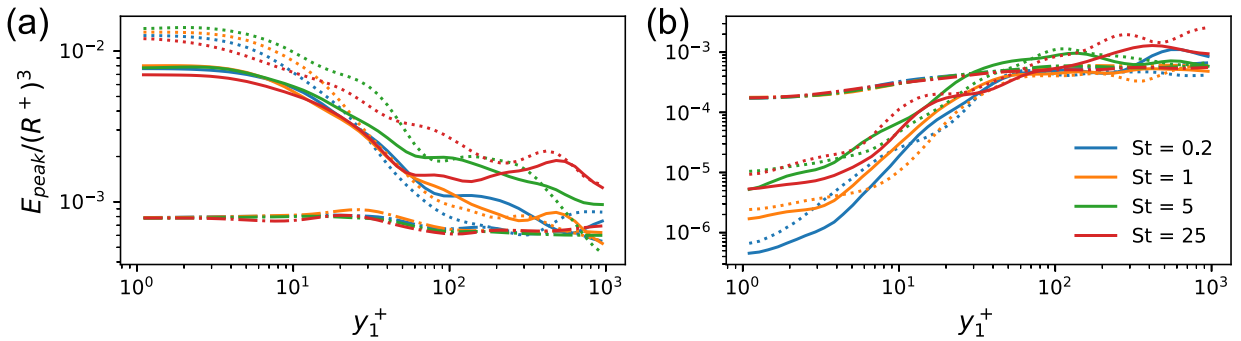 (a)
E_{peak}/(R^+)^3
10^{-2}
10^{-3}
10^0
10^1
10^2
10^3
y_1^+
(b)
10^{-3}
10^{-4}
10^{-5}
10^{-6}
10^0
10^1
10^2
10^3
y_1^+
St = 0.2
St = 1
St = 5
St = 25